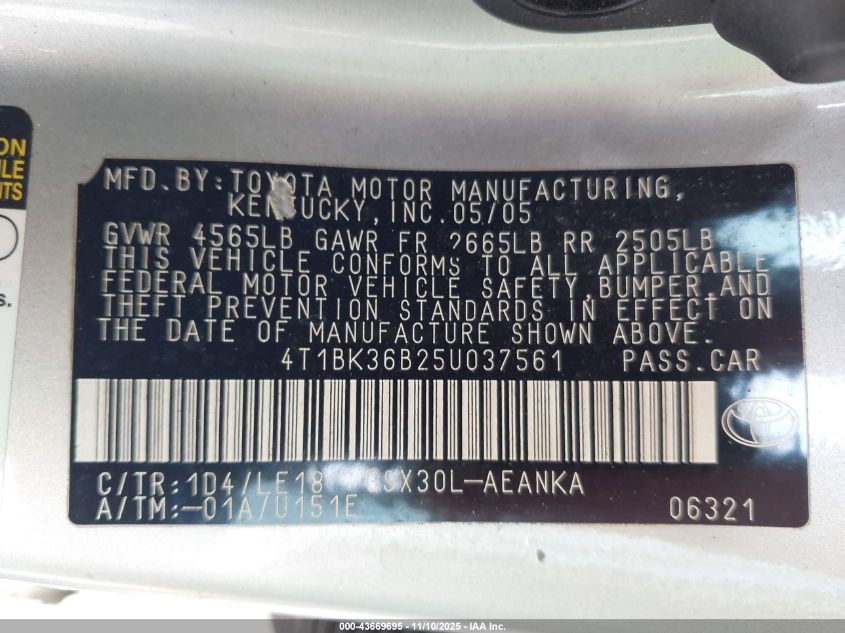 ON
ULE
UTS
s.
MFD.BY:TOYOTA MOTOR MANUFACTURING,
KENTUCKY, INC.05/05
GVWR 4565LB GAWR FR 2665LB RR 2505LB
THIS VEHICLE CONFORMS TO ALL APPLICABLE
FEDERAL MOTOR VEHICLE SAFETY, BUMPER,AND
THEFT PREVENTION STANDARDS IN EFFECT ON
THE DATE OF MANUFACTURE SHOWN ABOVE.
4T1BK36B25U037561 PASS.CAR
C/TR:1D4/LE18 GSX30L-AEANKA
A/TM:-01A/U151E 06321
000-43669695 - 11/10/2025 - IAA Inc.